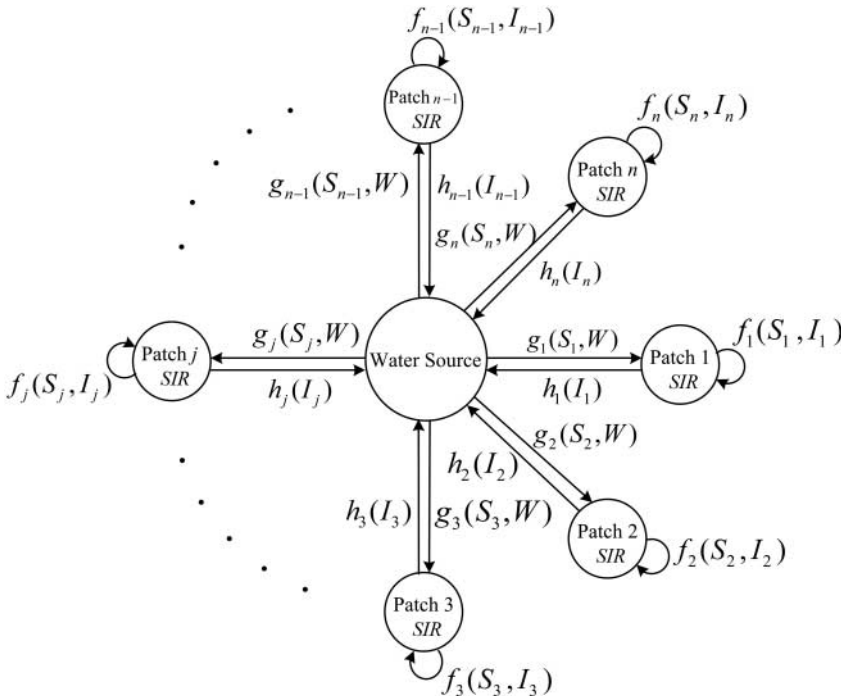 f_{n-1}(S_{n-1}, I_{n-1})
Patch n-1
SIR
f_n(S_n, I_n)
Patch n
SIR
g_{n-1}(S_{n-1}, W)
h_{n-1}(I_{n-1})
g_n(S_n, W)
h_n(I_n)
Patch j
SIR
f_j(S_j, I_j)
g_j(S_j, W)
h_j(I_j)
Water Source
g_1(S_1, W)
h_1(I_1)
Patch 1
SIR
f_1(S_1, I_1)
g_2(S_2, W)
h_2(I_2)
Patch 2
SIR
f_2(S_2, I_2)
h_3(I_3)
g_3(S_3, W)
Patch 3
SIR
f_3(S_3, I_3)